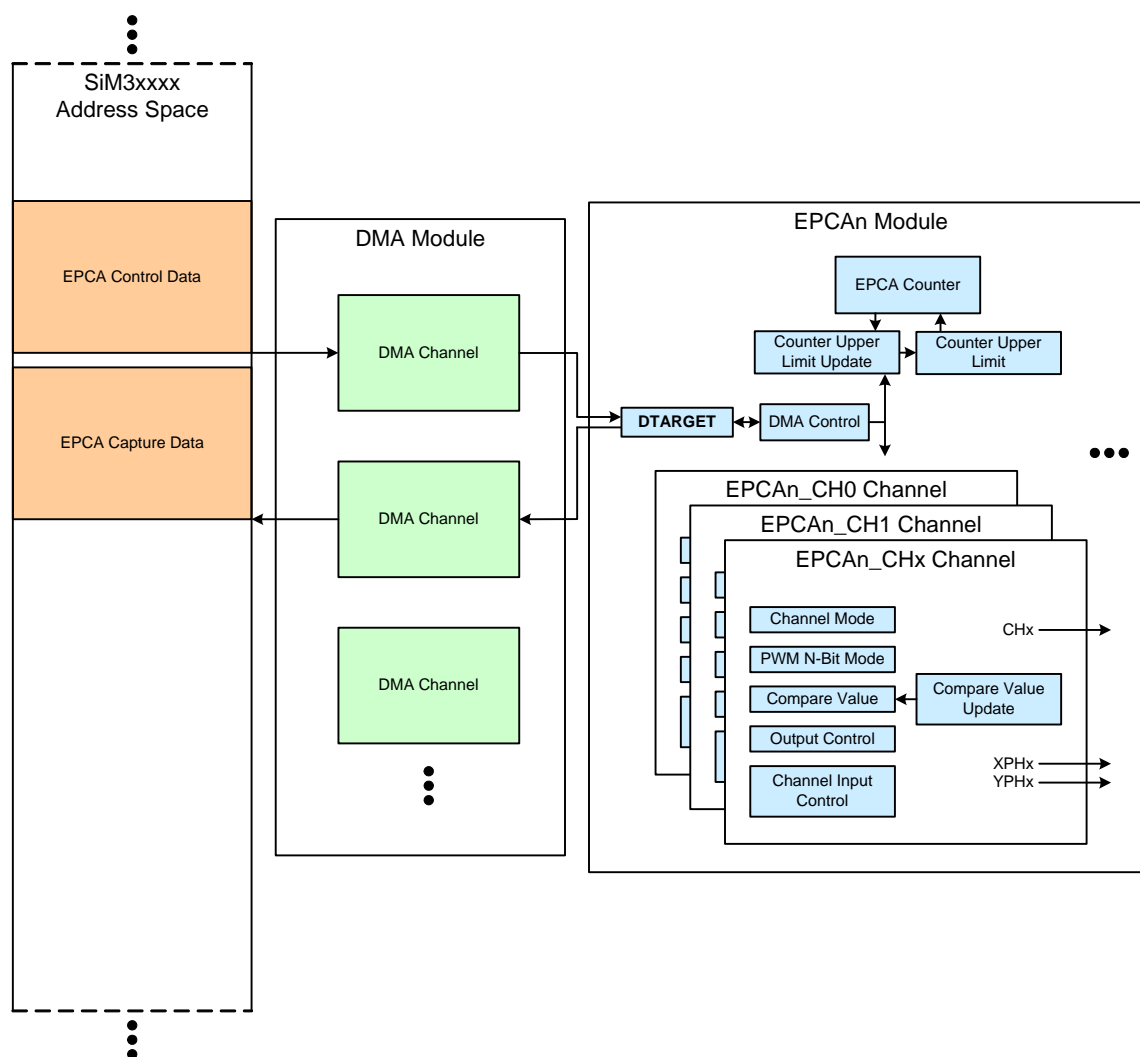 SiM3xxxx
Address Space
EPCA Control Data
EPCA Capture Data
DMA Module
DMA Channel
DMA Channel
DMA Channel
EPCAn Module
EPCA Counter
Counter Upper
Limit Update
Counter Upper
Limit
DTARGET
DMA Control
EPCAn_CH0 Channel
EPCAn_CH1 Channel
EPCAn_CHx Channel
Channel Mode
PWM N-Bit Mode
Compare Value
Output Control
Channel Input
Control
Compare Value
Update
CHx
XPHx
YPHx